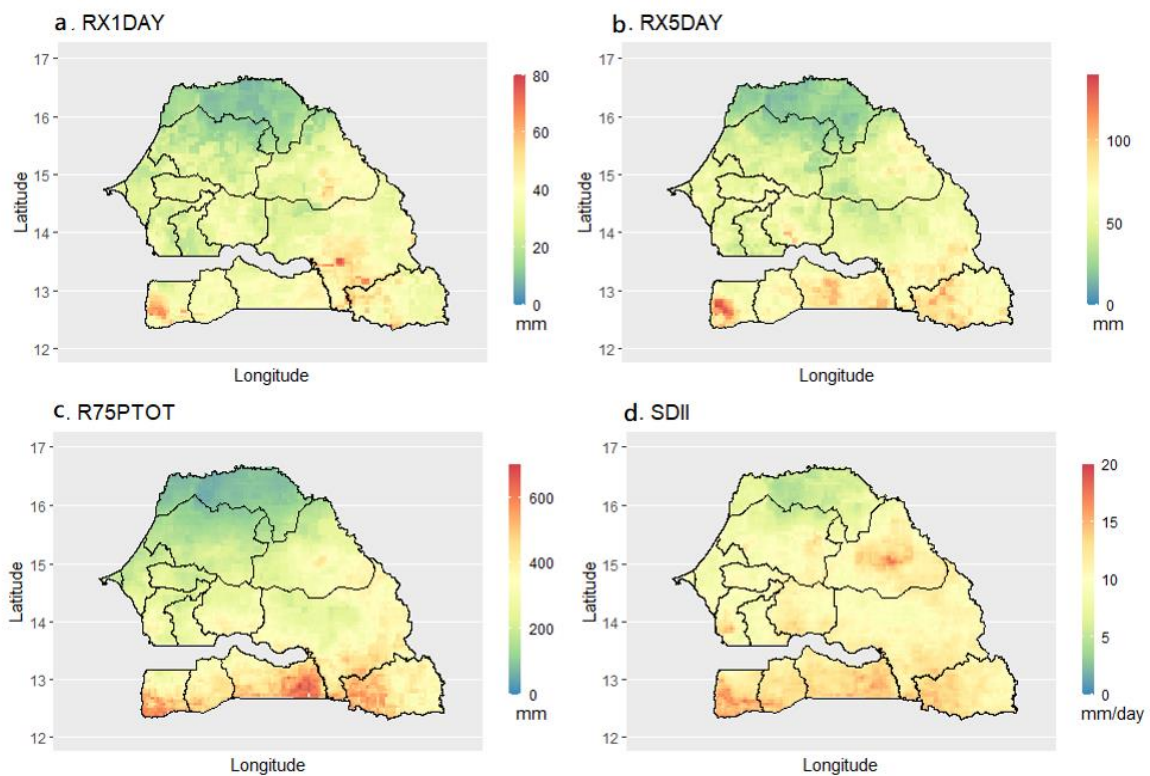 a. RX1DAY
17
16
15
14
13
12
Latitude
Longitude
80
60
40
20
0
mm
b. RX5DAY
17
16
15
14
13
12
Latitude
Longitude
100
50
0
mm
c. R75PTOT
17
16
15
14
13
12
Latitude
Longitude
600
400
200
0
mm
d. SDII
17
16
15
14
13
12
Latitude
Longitude
20
15
10
5
0
mm/day